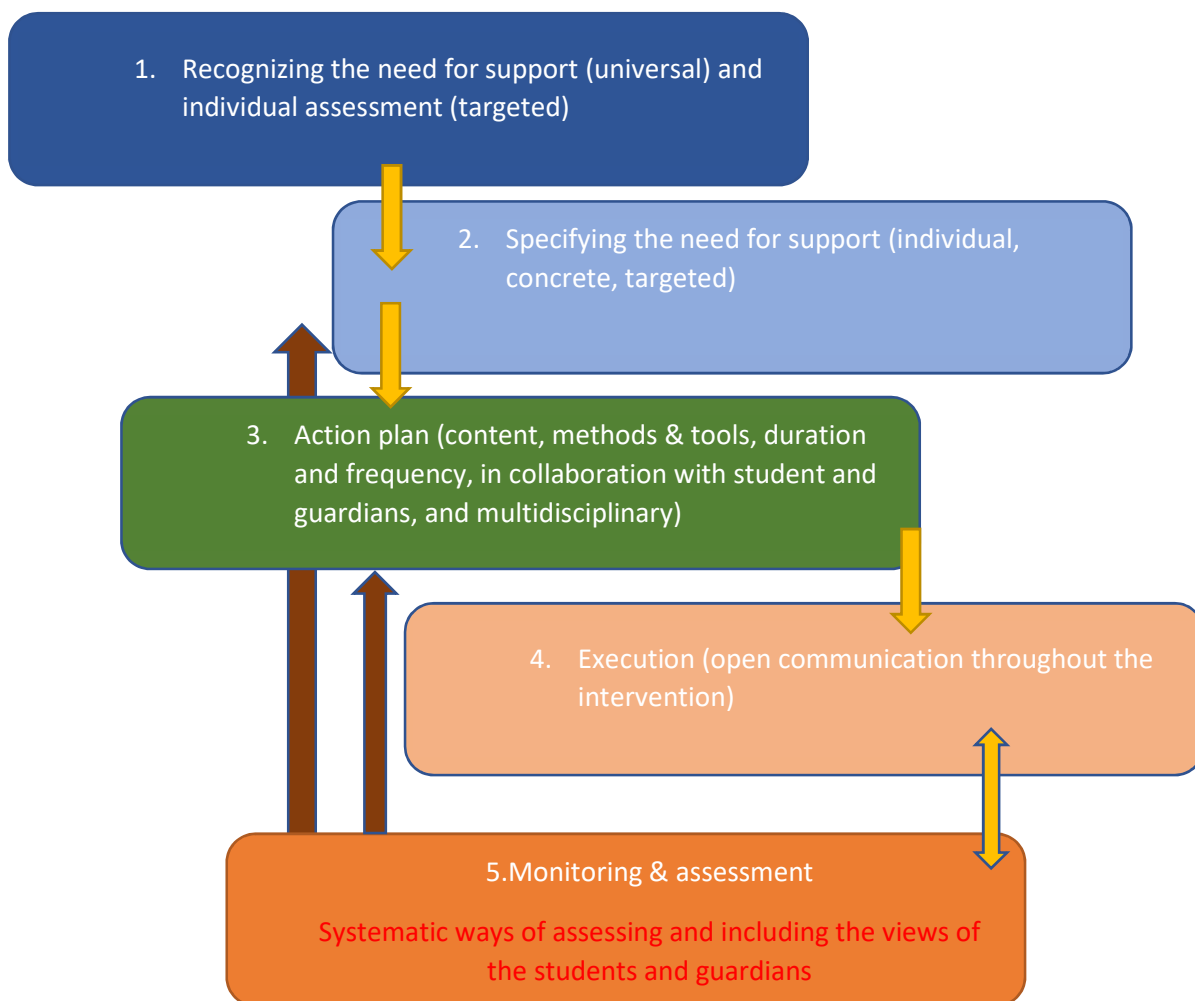 1. Recognizing the need for support (universal) and
individual assessment (targeted)
2. Specifying the need for support (individual,
concrete, targeted)
3. Action plan (content, methods & tools, duration
and frequency, in collaboration with student and
guardians, and multidisciplinary)
4. Execution (open communication throughout the
intervention)
5.Monitoring & assessment
Systematic ways of assessing and including the views of
the students and guardians